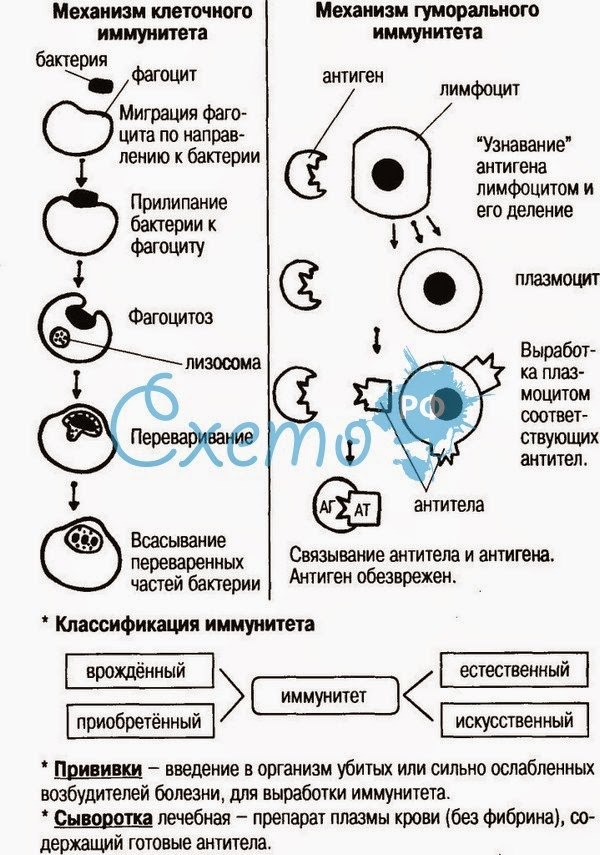 Механизм клеточного
иммунитета
бактерия
фагоцит
Миграция фаго-
цита по направ-
лению к бактерии
Прилипание
бактерии к
фагоциту
Фагоцитоз
лизосома
Переваривание
Всасывание
переваренных
частей бактерии
Механизм гуморального
иммунитета
антиген
лимфоцит
"Узнавание"
антигена
лимфоцитом и
его деление
плазмоцит
Выработ-
ка плаз-
моцитом
соответ-
ствующих
антител.
антитела
АГ АТ
Связывание антитела и антигена.
Антиген обезврежен.
Схемо РФ
* Классификация иммунитета
врождённый
приобретённый
иммунитет
естественный
искусственный
* Прививки – введение в организм убитых или сильно ослабленных
возбудителей болезни, для выработки иммунитета.
* Сыворотка лечебная – препарат плазмы крови (без фибрина), со-
держащий готовые антитела.